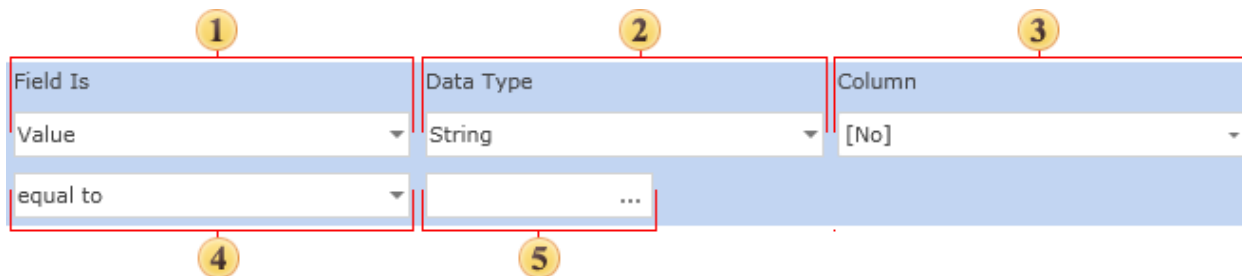 1 2 3
Field Is Data Type Column
Value String [No]
equal to ...
4 5